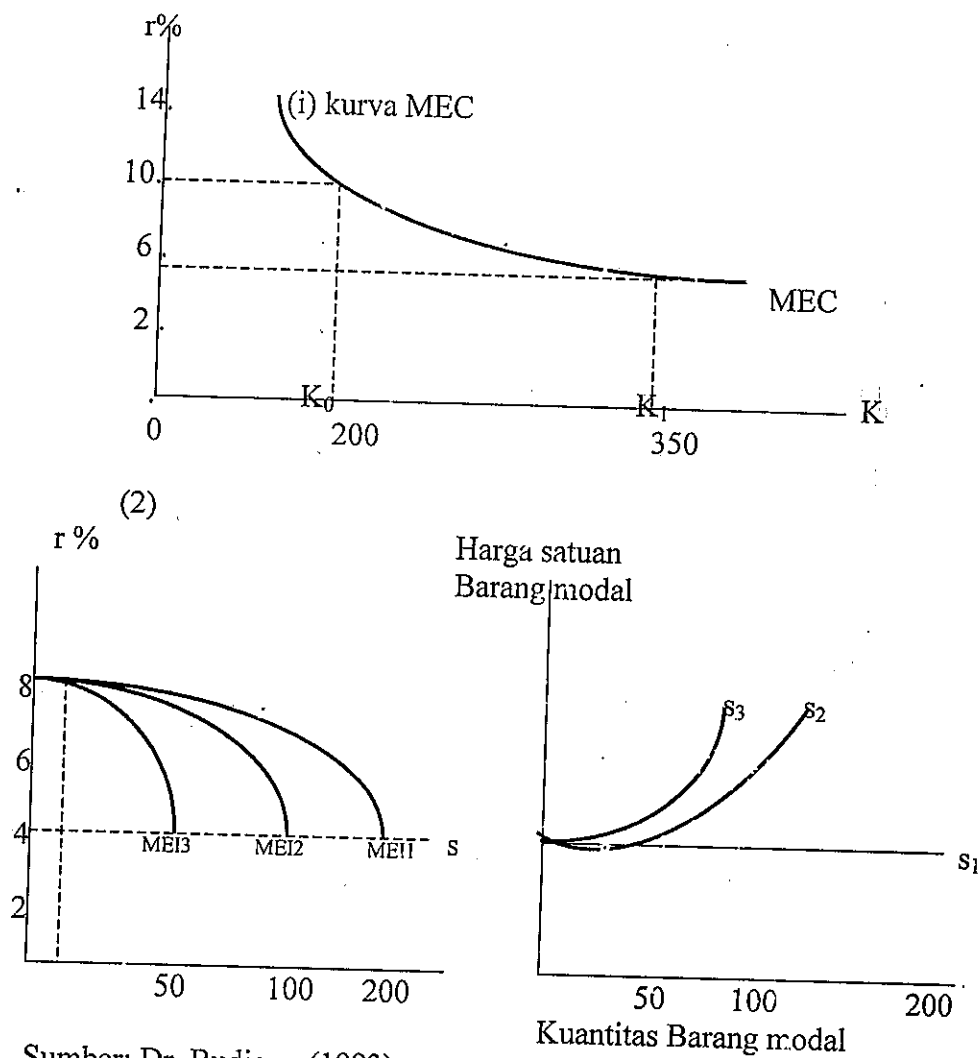 r%
14
(i) kurva MEC
10
6
MEC
2
K0
K1
K
0
200
350
(2)
r %
8
6
4
MEI3
MEI2
MEI1
s
2
50
100
200
Harga satuan
Barang modal
s3
s2
s1
50
100
200
Kuantitas Barang modal
Sumber: Dr.